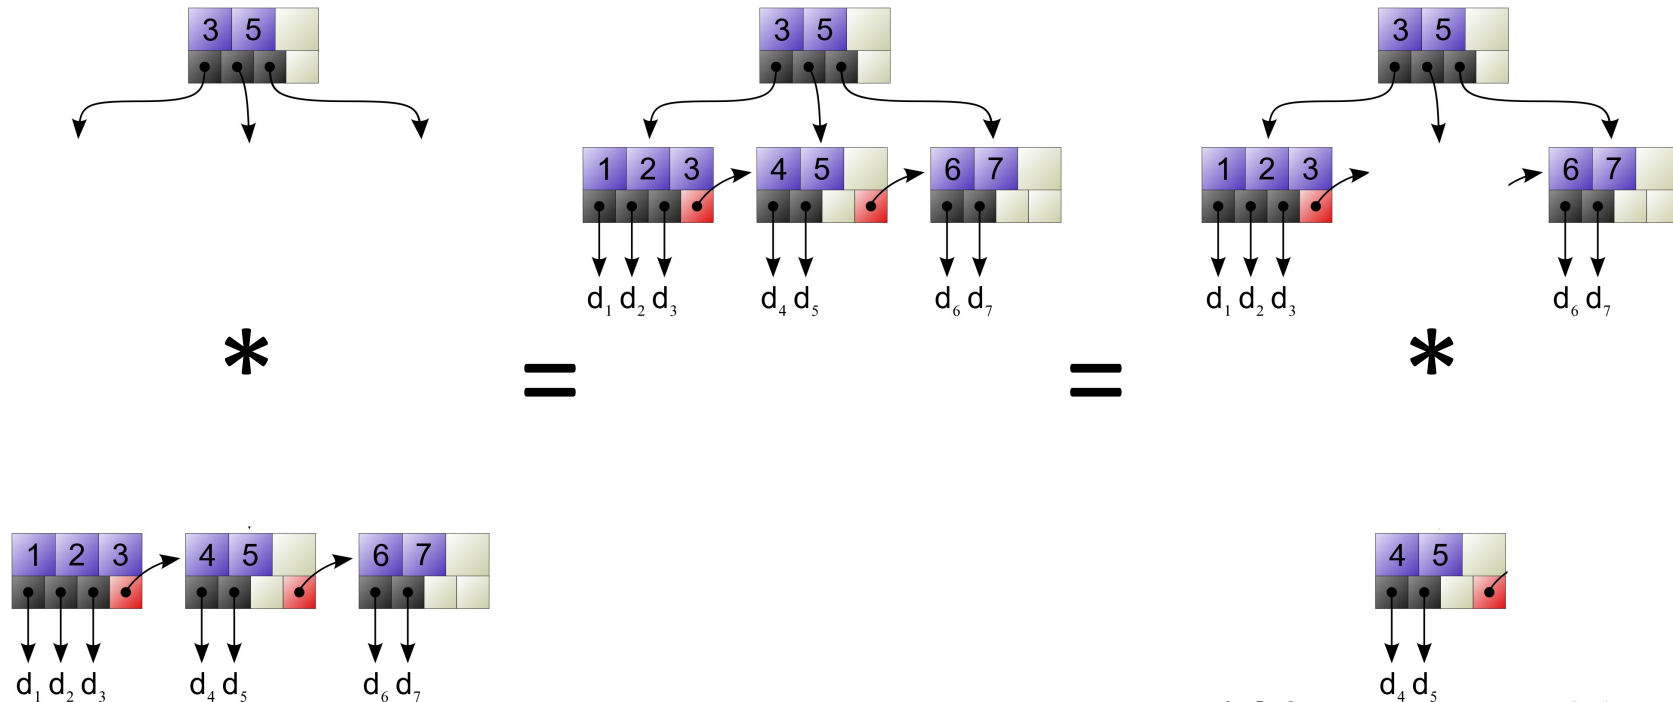 3 5 3 5 3 5
1 2 3 4 5 6 7 1 2 3 6 7
d1 d2 d3 d4 d5 d6 d7 d1 d2 d3 d6 d7
* = = *
1 2 3 4 5 6 7 4 5
d1 d2 d3 d4 d5 d6 d7 d4 d5